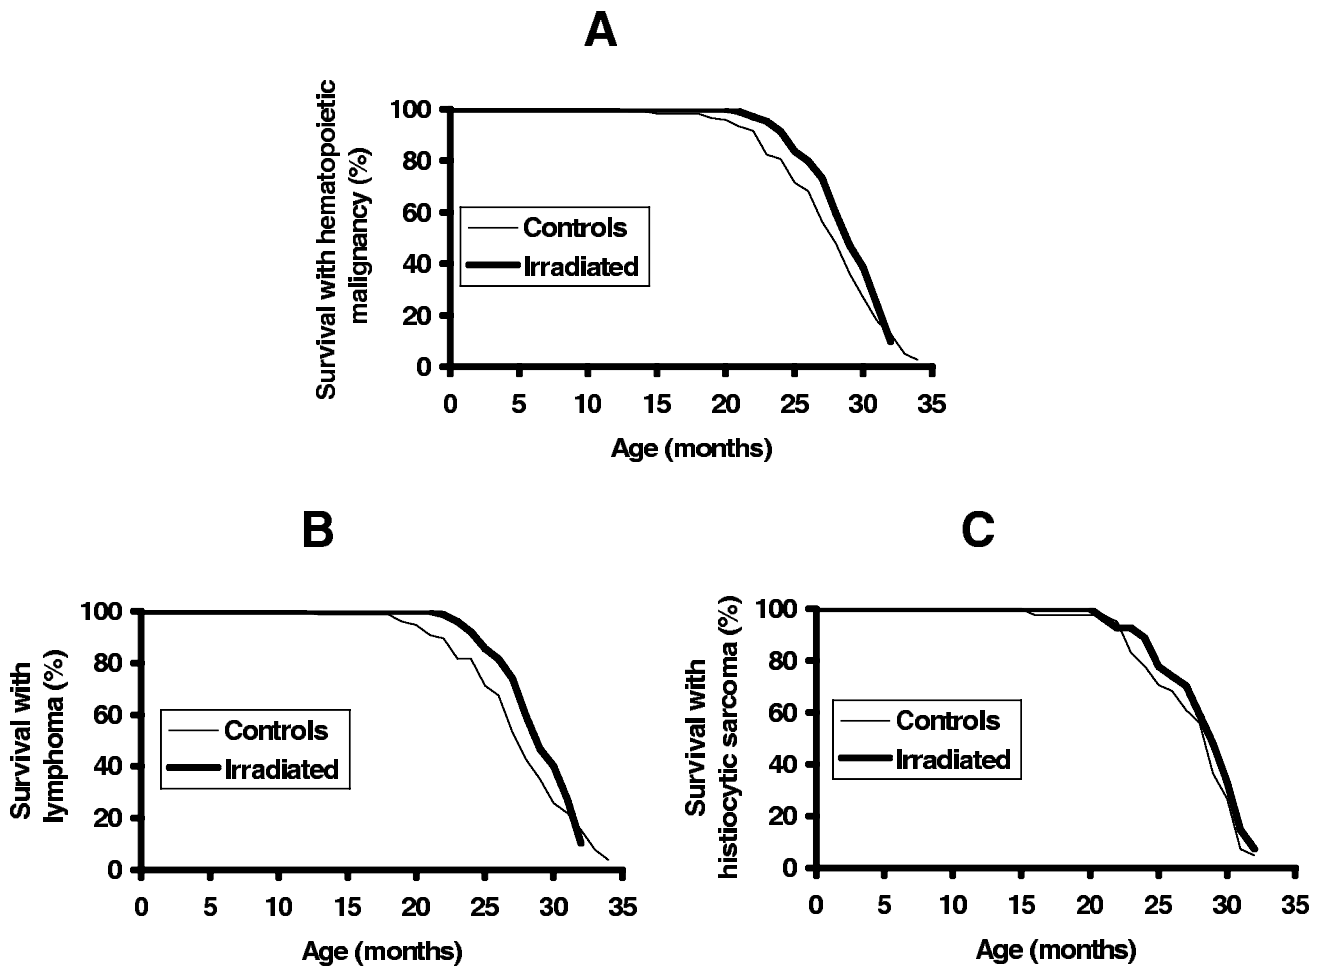 A
Survival with hematopoietic
malignancy (%)
100
80
60
40
20
0
Controls
Irradiated
0 5 10 15 20 25 30 35
Age (months)
B
Survival with
lymphoma (%)
100
80
60
40
20
0
Controls
Irradiated
0 5 10 15 20 25 30 35
Age (months)
C
Survival with
histiocytic sarcoma (%)
100
80
60
40
20
0
Controls
Irradiated
0 5 10 15 20 25 30 35
Age (months)